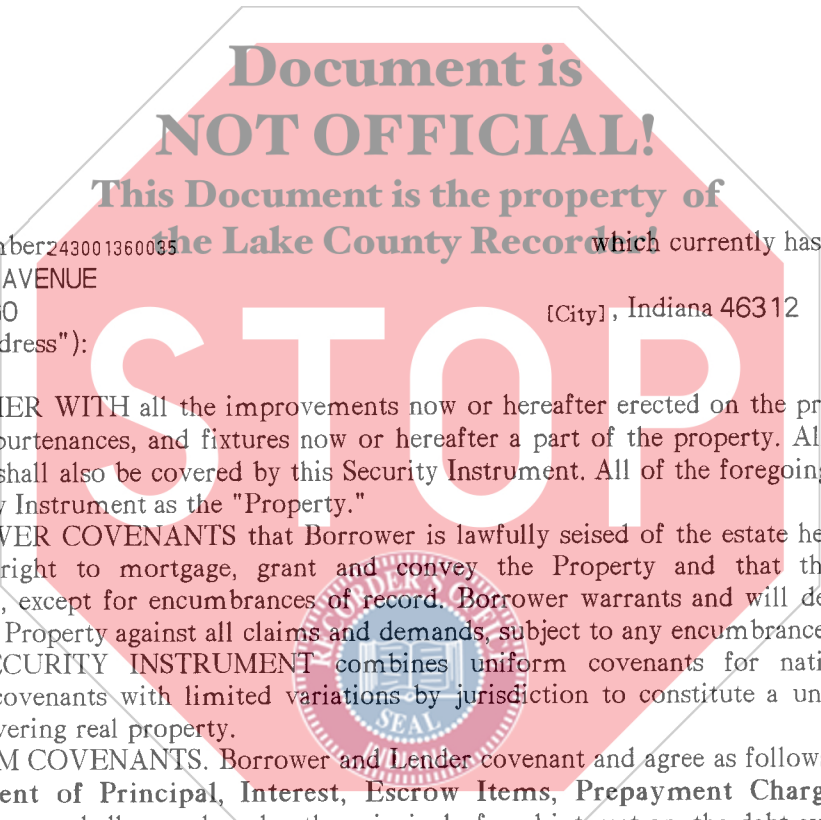 Document is
NOT OFFICIAL!
This Document is the property of
the Lake County Recorder!
nber243001360035 which currently has
AVENUE
GO [City], Indiana 46312
dress"):
STOP
HER WITH all the improvements now or hereafter erected on the pr
purtenances, and fixtures now or hereafter a part of the property. Al
shall also be covered by this Security Instrument. All of the foregoing
y Instrument as the "Property."
WER COVENANTS that Borrower is lawfully seised of the estate he
right to mortgage, grant and convey the Property and that th
, except for encumbrances of record. Borrower warrants and will de
Property against all claims and demands, subject to any encumbrance
ECURITY INSTRUMENT combines uniform covenants for nati
covenants with limited variations by jurisdiction to constitute a un
vering real property.
M COVENANTS. Borrower and Lender covenant and agree as follow
ent of Principal, Interest, Escrow Items, Prepayment Charg
RECORDER'S OFFICE
SEAL